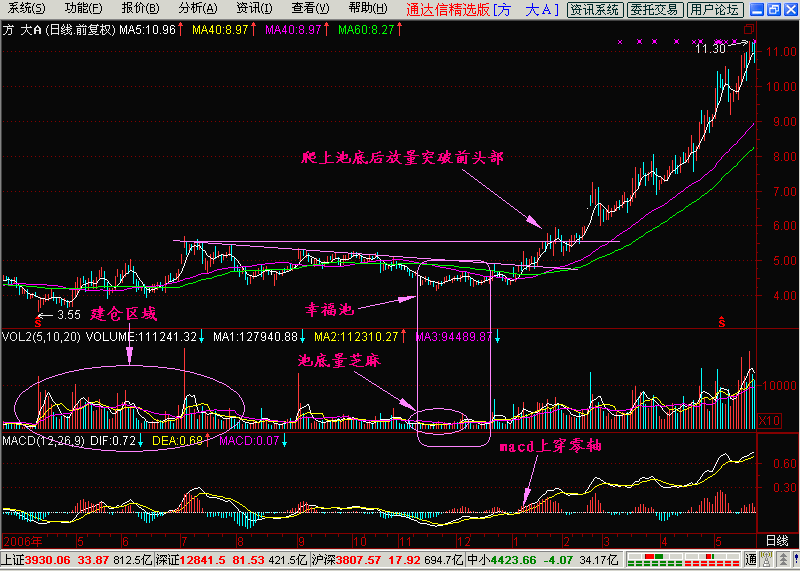 系统(S) 功能(F) 报价(B) 分析(A) 资讯(I) 查看(V) 帮助(H) 通达信精选版[方 大A] 资讯系统 委托交易 用户论坛
方 大A(日线.前复权) MA5:10.96↑ MA40:8.97↑ MA40:8.97↑ MA60:8.27↑
11.30
11.00
10.00
9.00
爬上池底后放量突破前头部
8.00
7.00
6.00
5.00
4.00
幸福池
3.55 建仓区域
VOL2(5,10,20) VOLUME:111241.32↓ MA1:127940.88↓ MA2:112310.27↑ MA3:94489.87↓
池底量芝麻
10000
X10
MACD(12,26,9) DIF:0.72↓ DEA:0.68↑ MACD:0.07↓
macd上穿零轴
0.60
0.30
2006年 5 6 7 8 9 10 11 12 1 2 3 4 5 日线
上证3930.06 33.87 812.5亿 深证12841.5 81.53 421.5亿 沪深3807.57 17.92 694.7亿 中小4423.66 -4.07 34.17亿 通